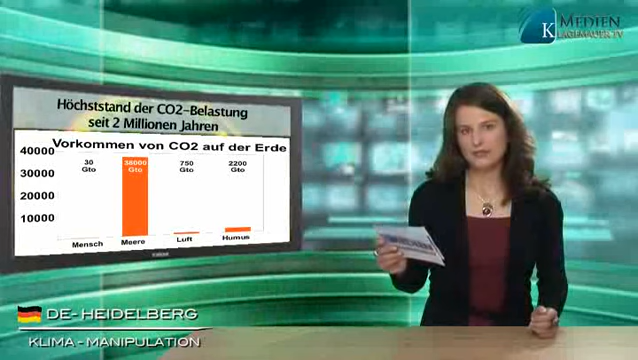 MEDIEN
KLAGEMAUER.TV
Höchststand der CO2-Belastung
seit 2 Millionen Jahren
Vorkommen von CO2 auf der Erde
40000
30000
20000
10000
30
Gto
38000
Gto
750
Gto
2200
Gto
Mensch
Meere
Luft
Humus
DE- HEIDELBERG
KLIMA - MANIPULATION